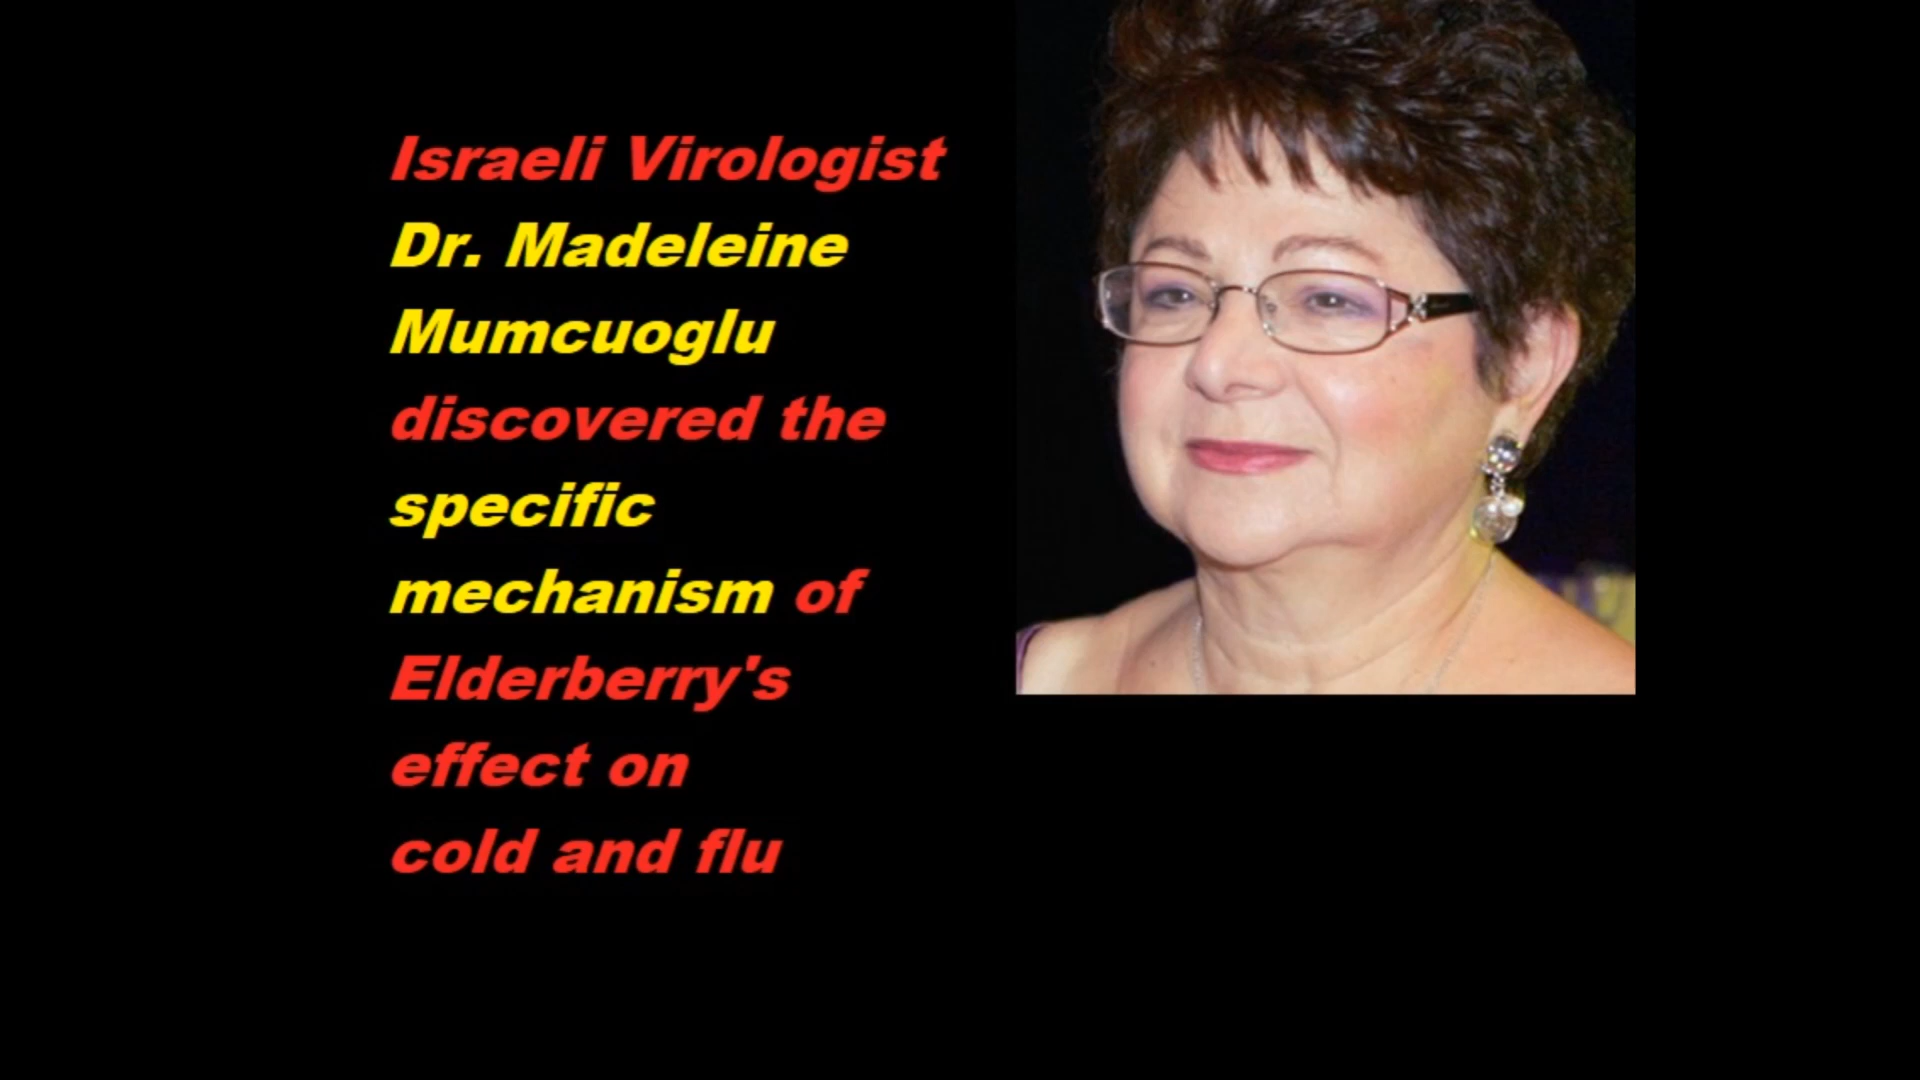 Israeli Virologist
Dr. Madeleine
Mumcuoglu
discovered the
specific
mechanism of
Elderberry's
effect on
cold and flu